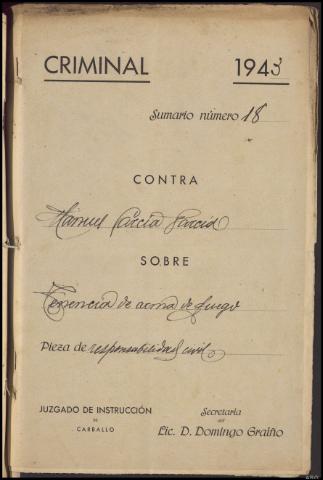 CRIMINAL 1943
Sumario número 18
CONTRA
Manuel García García
SOBRE
Tenencia de arma de fuego
Pieza de responsabilidad civil
JUZGADO DE INSTRUCCIÓN
DE
CARBALLO
Secretaría
del
Lic. D. Domingo Graíño